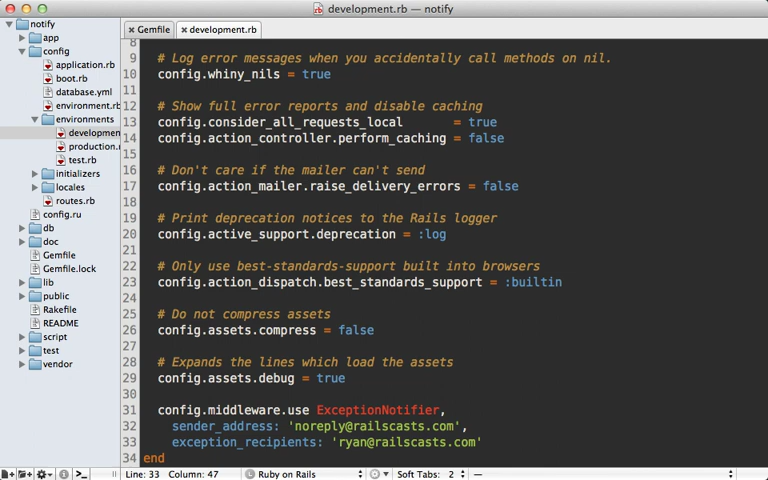 development.rb — notify
notify
app
config
application.rb
boot.rb
database.yml
environment.rb
environments
developmen
production.r
test.rb
initializers
locales
routes.rb
config.ru
db
doc
Gemfile
Gemfile.lock
lib
public
Rakefile
README
script
test
vendor
Gemfile
development.rb
8
9 # Log error messages when you accidentally call methods on nil.
10 config.whiny_nils = true
11
12 # Show full error reports and disable caching
13 config.consider_all_requests_local = true
14 config.action_controller.perform_caching = false
15
16 # Don't care if the mailer can't send
17 config.action_mailer.raise_delivery_errors = false
18
19 # Print deprecation notices to the Rails logger
20 config.active_support.deprecation = :log
21
22 # Only use best-standards-support built into browsers
23 config.action_dispatch.best_standards_support = :builtin
24
25 # Do not compress assets
26 config.assets.compress = false
27
28 # Expands the lines which load the assets
29 config.assets.debug = true
30
31 config.middleware.use ExceptionNotifier,
32 sender_address: 'noreply@railscasts.com',
33 exception_recipients: 'ryan@railscasts.com'
34 end
Line: 33 Column: 47 Ruby on Rails Soft Tabs: 2 —